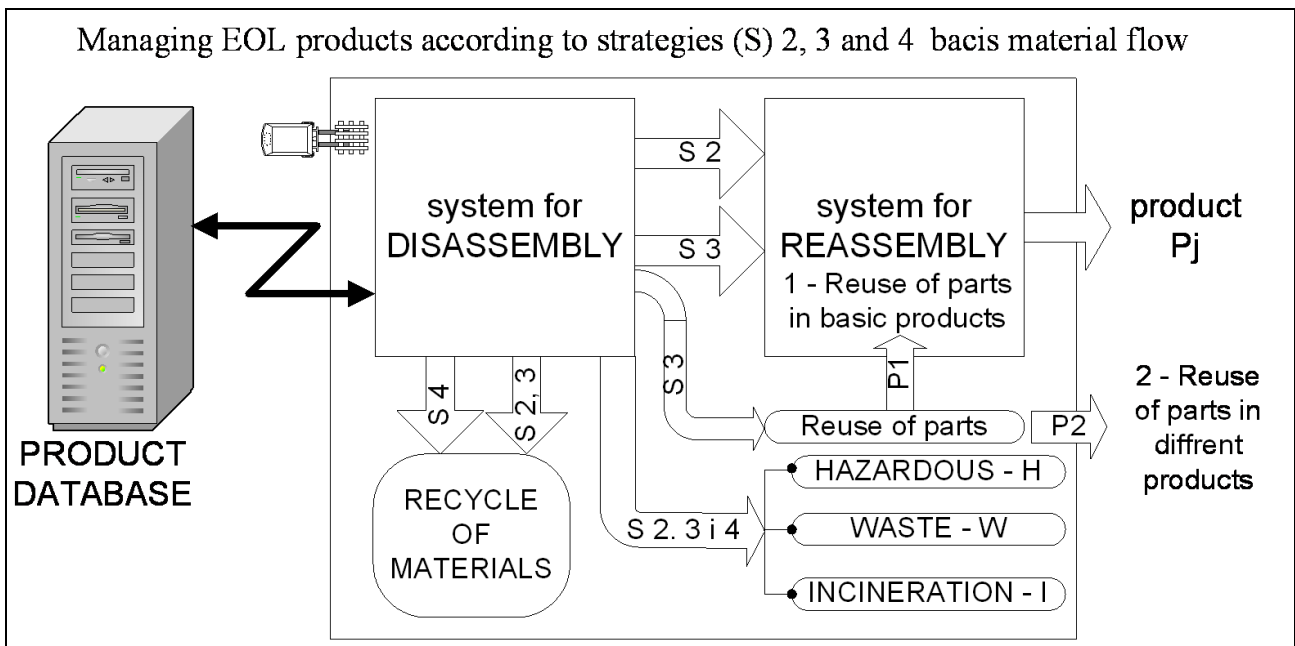 Managing EOL products according to strategies (S) 2, 3 and 4 bacis material flow
PRODUCT
DATABASE
system for
DISASSEMBLY
S 2
S 3
system for
REASSEMBLY
1 - Reuse of parts
in basic products
product
Pj
S 4
S 2, 3
S 3
P1
Reuse of parts
P2
2 - Reuse
of parts in
diffrent
products
RECYCLE
OF
MATERIALS
S 2. 3 i 4
HAZARDOUS - H
WASTE - W
INCINERATION - I